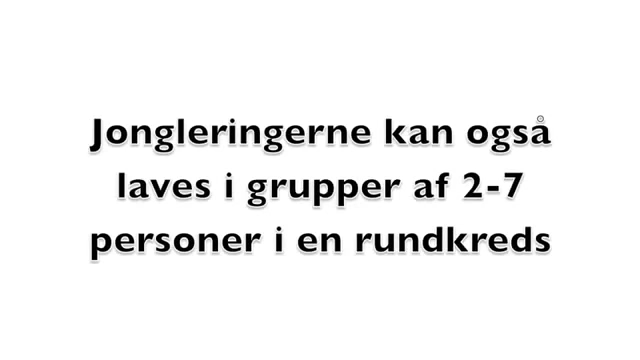 Jongleringerne kan også
laves i grupper af 2-7
personer i en rundkreds